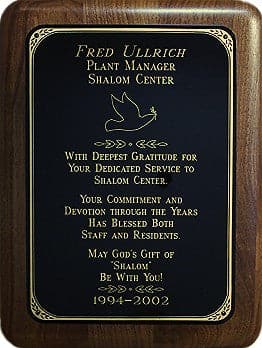 Fred Ullrich
Plant Manager
Shalom Center
With Deepest Gratitude for
Your Dedicated Service to
Shalom Center.
Your Commitment and
Devotion through the Years
Has Blessed Both
Staff and Residents.
May God's Gift of
'Shalom'
Be With You!
1994-2002